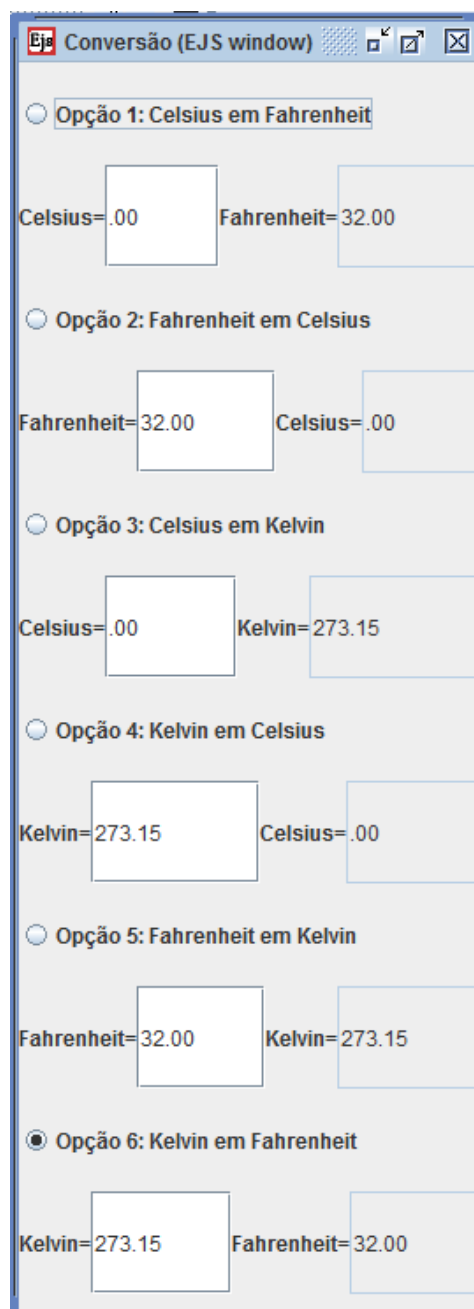 Ejs Conversão (EJS window)
Opção 1: Celsius em Fahrenheit
Celsius= .00 Fahrenheit= 32.00
Opção 2: Fahrenheit em Celsius
Fahrenheit= 32.00 Celsius= .00
Opção 3: Celsius em Kelvin
Celsius= .00 Kelvin= 273.15
Opção 4: Kelvin em Celsius
Kelvin= 273.15 Celsius= .00
Opção 5: Fahrenheit em Kelvin
Fahrenheit= 32.00 Kelvin= 273.15
Opção 6: Kelvin em Fahrenheit
Kelvin= 273.15 Fahrenheit= 32.00